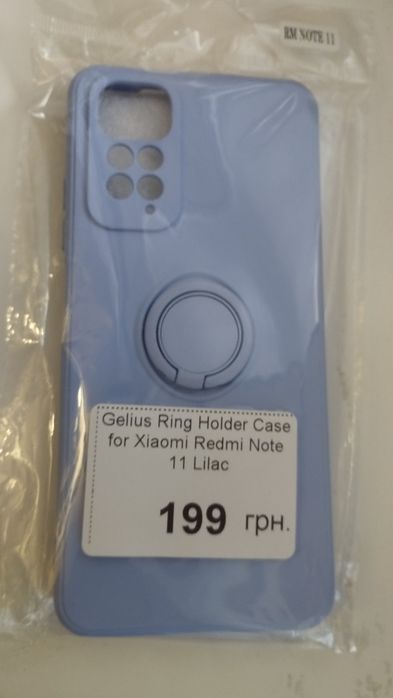 RM NOTE 11
Gelius Ring Holder Case
for Xiaomi Redmi Note
11 Lilac
199 грн.